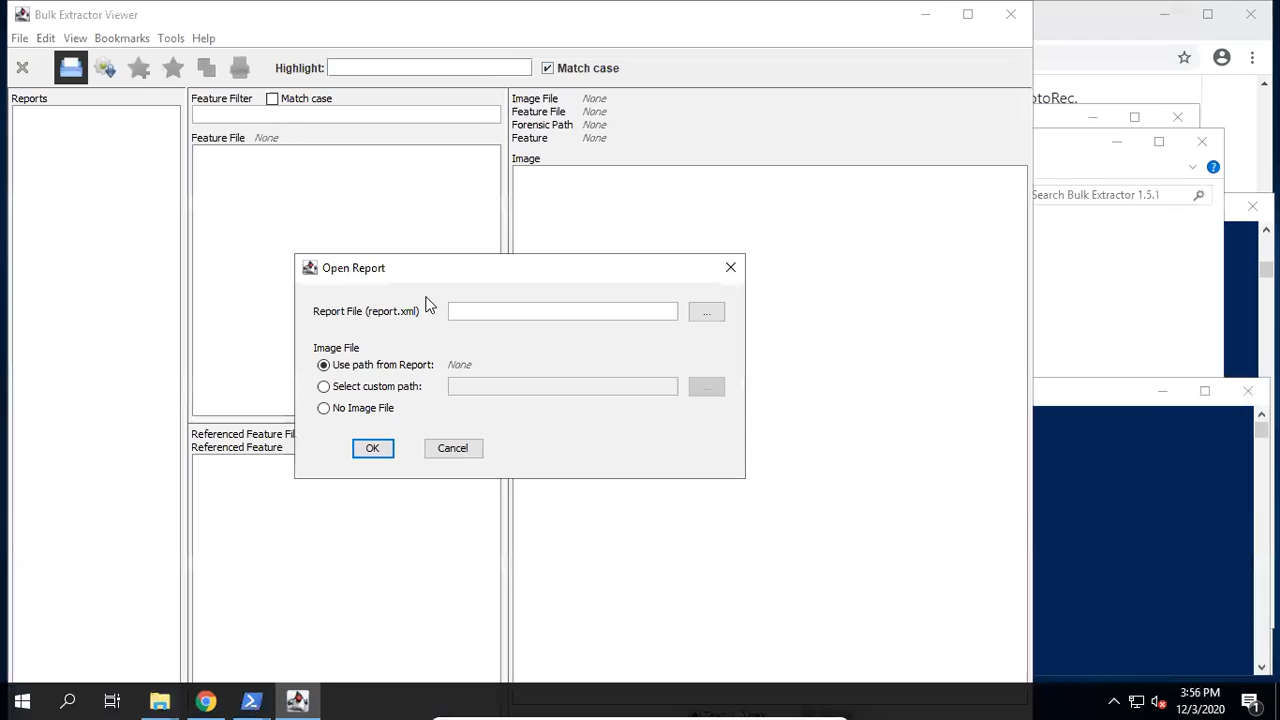 Bulk Extractor Viewer
File Edit View Bookmarks Tools Help
Highlight: Match case
Reports
Feature Filter Match case
Feature File None
Image File None
Feature File None
Forensic Path None
Feature None
Image
otoRec.
Search Bulk Extractor 1.5.1
Open Report
Report File (report.xml) ...
Image File
Use path from Report: None
Select custom path: ...
No Image File
OK Cancel
Referenced Feature Fil
Referenced Feature
3:56 PM
12/3/2020
1